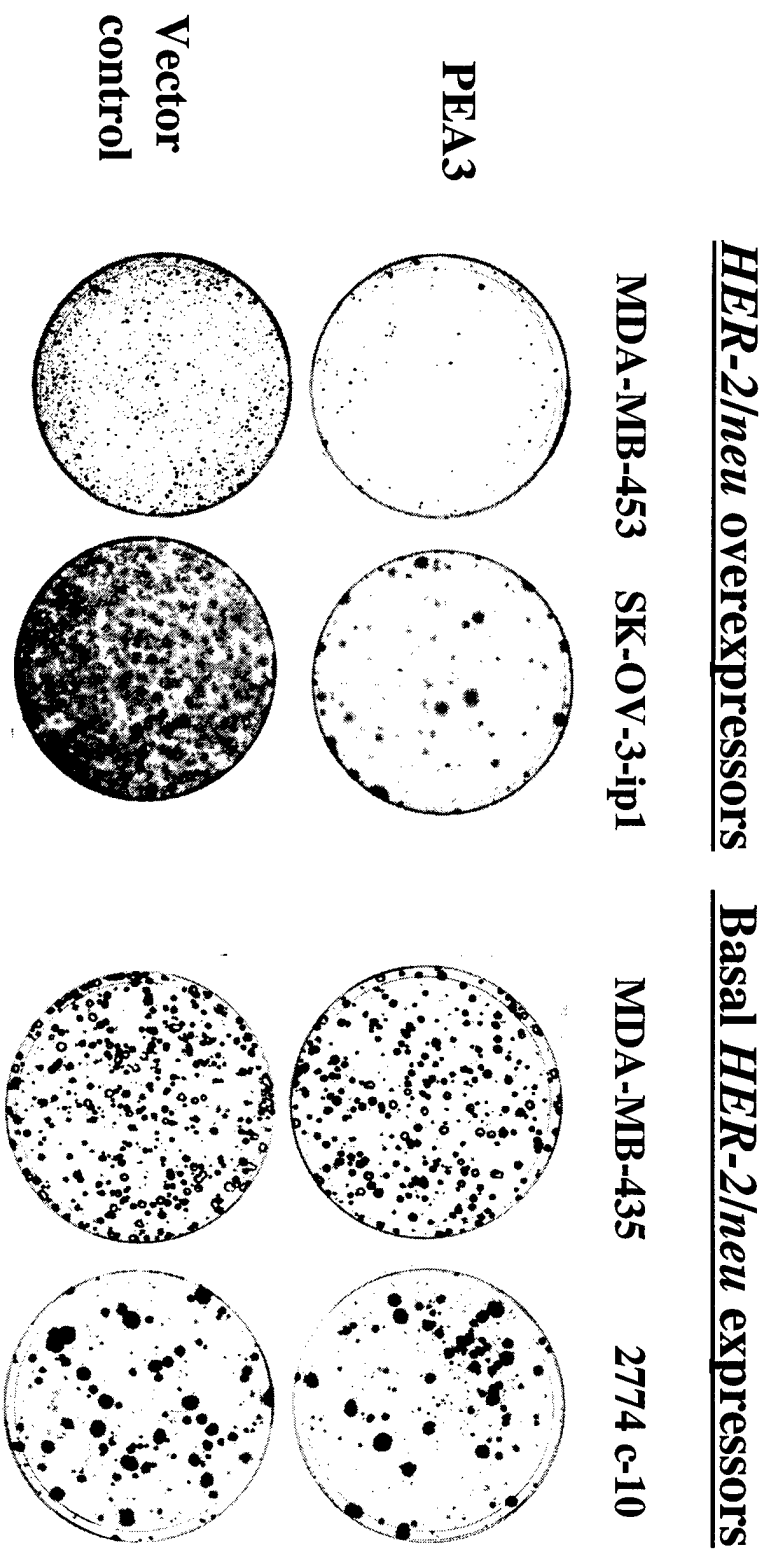 HER-2/neu overexpressors Basal HER-2/neu expressors
MDA-MB-453 SK-OV-3-ip1 MDA-MB-435 2774 c-10
PEA3
Vector
control